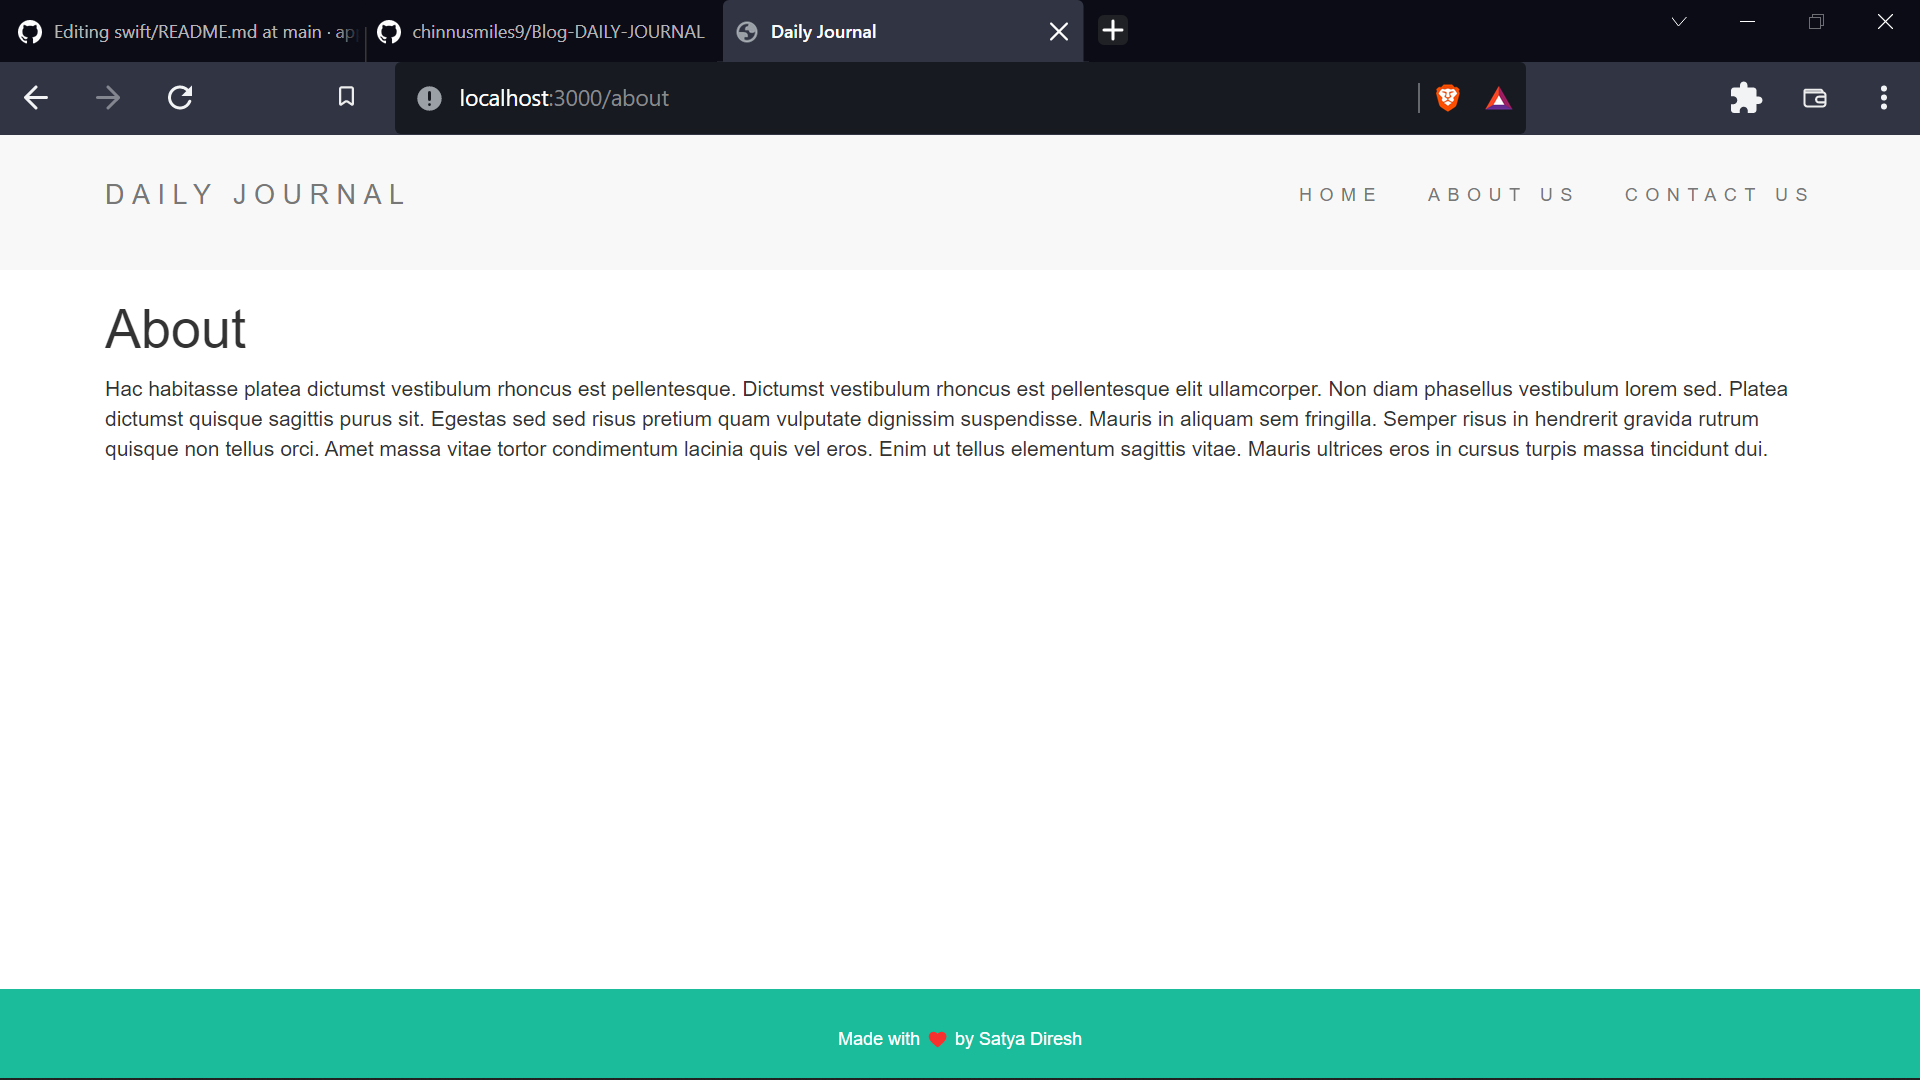 Editing swift/README.md at main · ap
chinnusmiles9/Blog-DAILY-JOURNAL
Daily Journal
localhost:3000/about
DAILY JOURNAL
HOME
ABOUT US
CONTACT US
About
Hac habitasse platea dictumst vestibulum rhoncus est pellentesque. Dictumst vestibulum rhoncus est pellentesque elit ullamcorper. Non diam phasellus vestibulum lorem sed. Platea
dictumst quisque sagittis purus sit. Egestas sed sed risus pretium quam vulputate dignissim suspendisse. Mauris in aliquam sem fringilla. Semper risus in hendrerit gravida rutrum
quisque non tellus orci. Amet massa vitae tortor condimentum lacinia quis vel eros. Enim ut tellus elementum sagittis vitae. Mauris ultrices eros in cursus turpis massa tincidunt dui.
Made with ❤️ by Satya Diresh